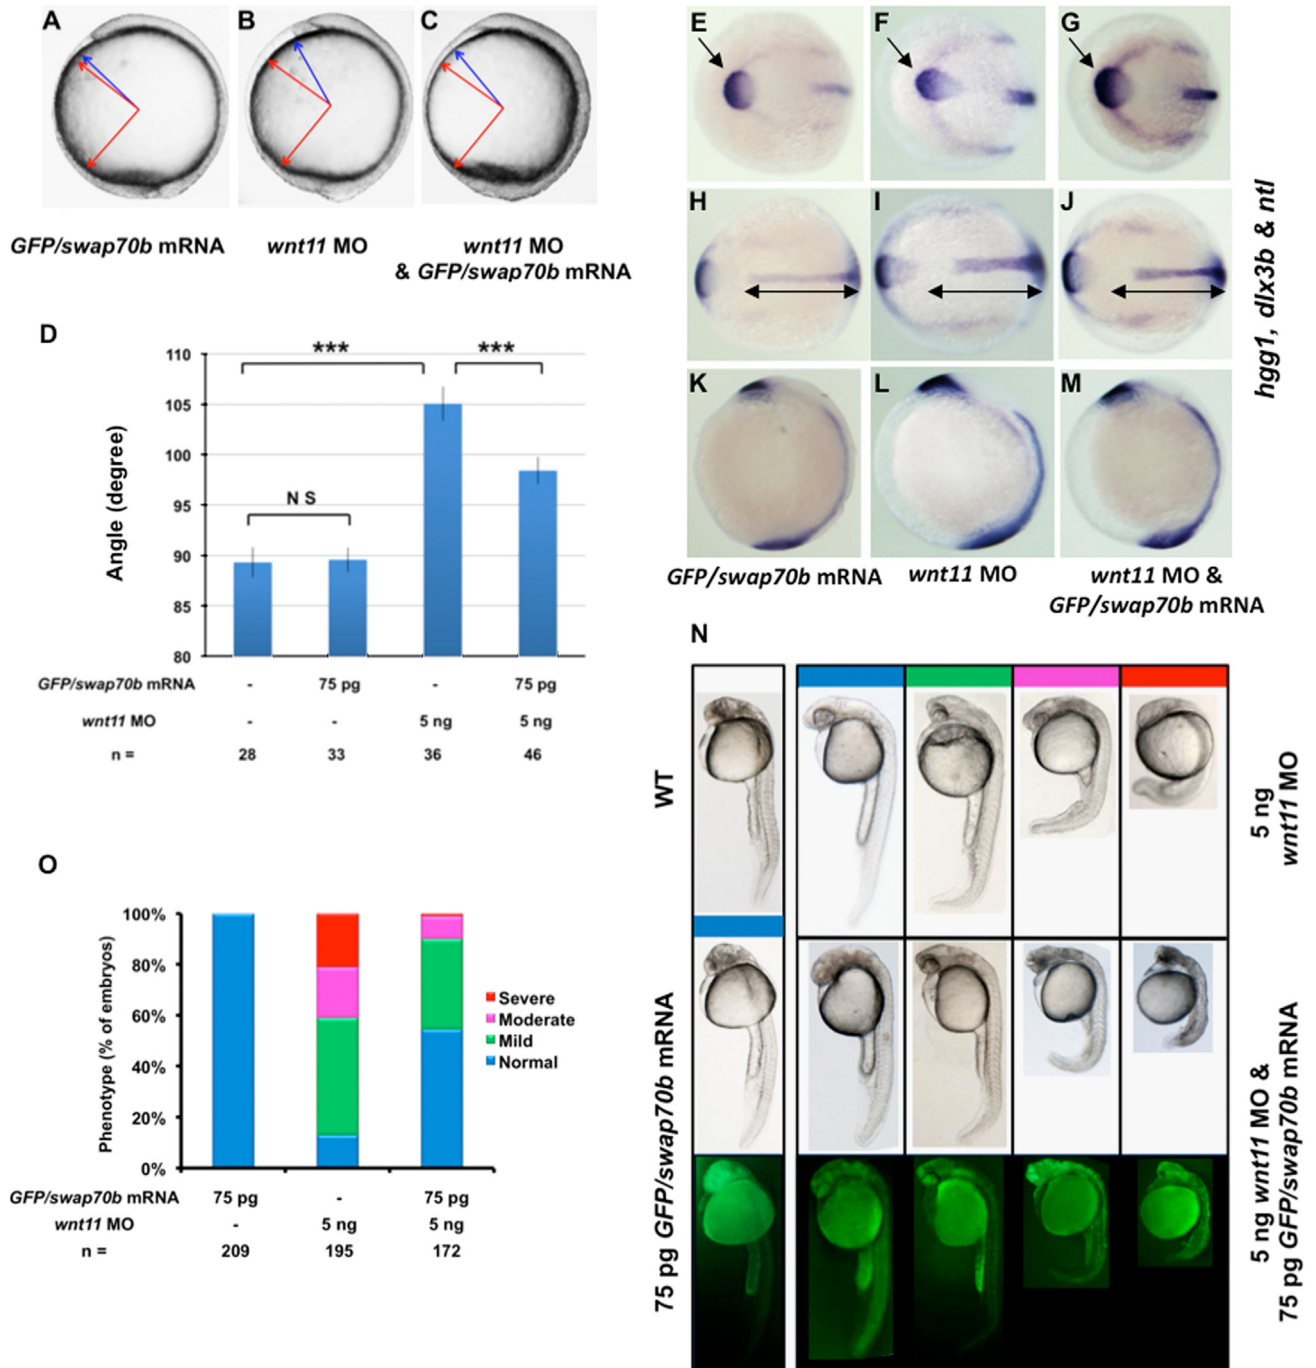 A
B
C
GFP/swap70b mRNA
wnt11 MO
wnt11 MO
& GFP/swap70b mRNA
D
Angle (degree)
110
105
100
95
90
85
80
***
***
N S
GFP/swap70b mRNA - 75 pg - 75 pg
wnt11 MO - - 5 ng 5 ng
n = 28 33 36 46
E
F
G
H
I
J
K
L
M
hgg1, dlx3b & ntl
GFP/swap70b mRNA
wnt11 MO
wnt11 MO &
GFP/swap70b mRNA
N
WT
75 pg GFP/swap70b mRNA
5 ng
wnt11 MO
5 ng wnt11 MO &
75 pg GFP/swap70b mRNA
O
Phenotype (% of embryos)
100%
80%
60%
40%
20%
0%
Severe
Moderate
Mild
Normal
GFP/swap70b mRNA 75 pg - 75 pg
wnt11 MO - 5 ng 5 ng
n = 209 195 172